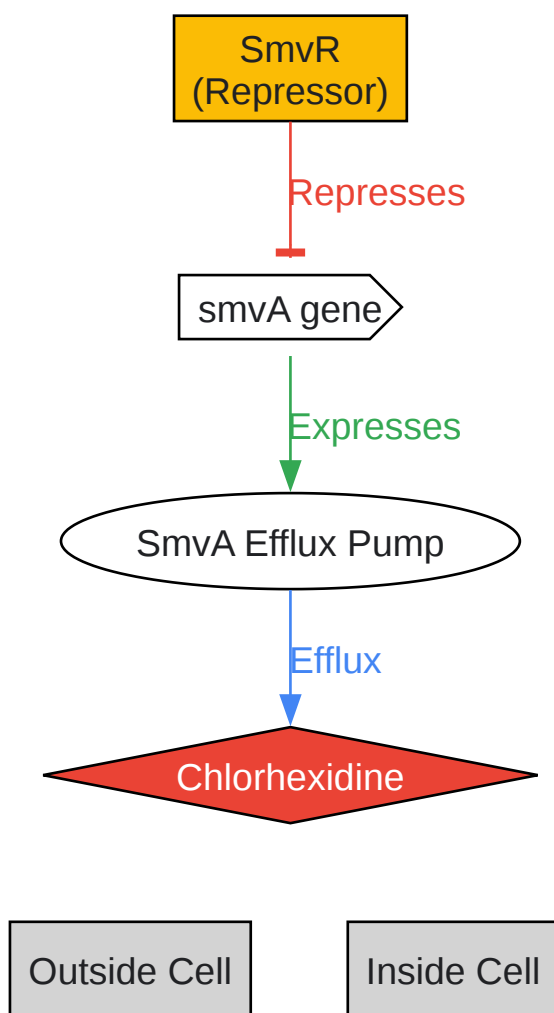 SmvR
(Repressor)
Represses
smvA gene
Expresses
SmvA Efflux Pump
Efflux
Chlorhexidine
Outside Cell
Inside Cell